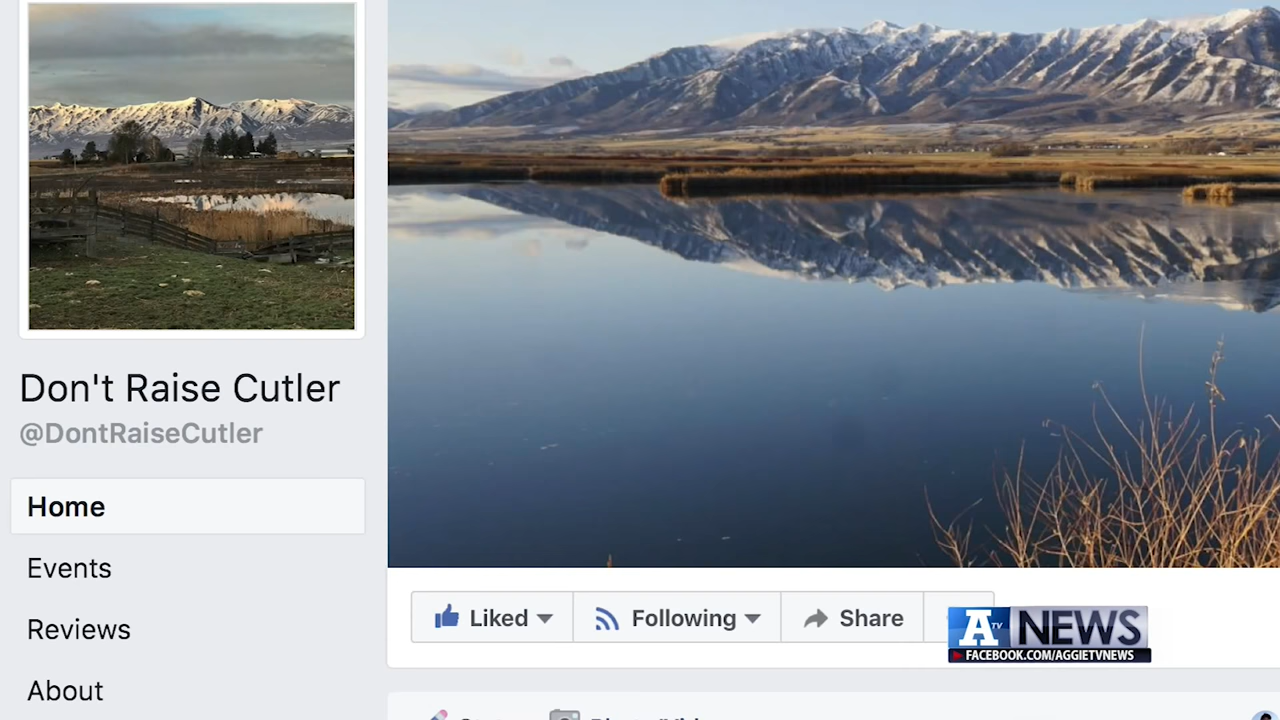 Don't Raise Cutler
@DontRaiseCutler
Home
Events
Reviews
About
Liked
Following
Share
A TV NEWS
FACEBOOK.COM/AGGIETVNEWS